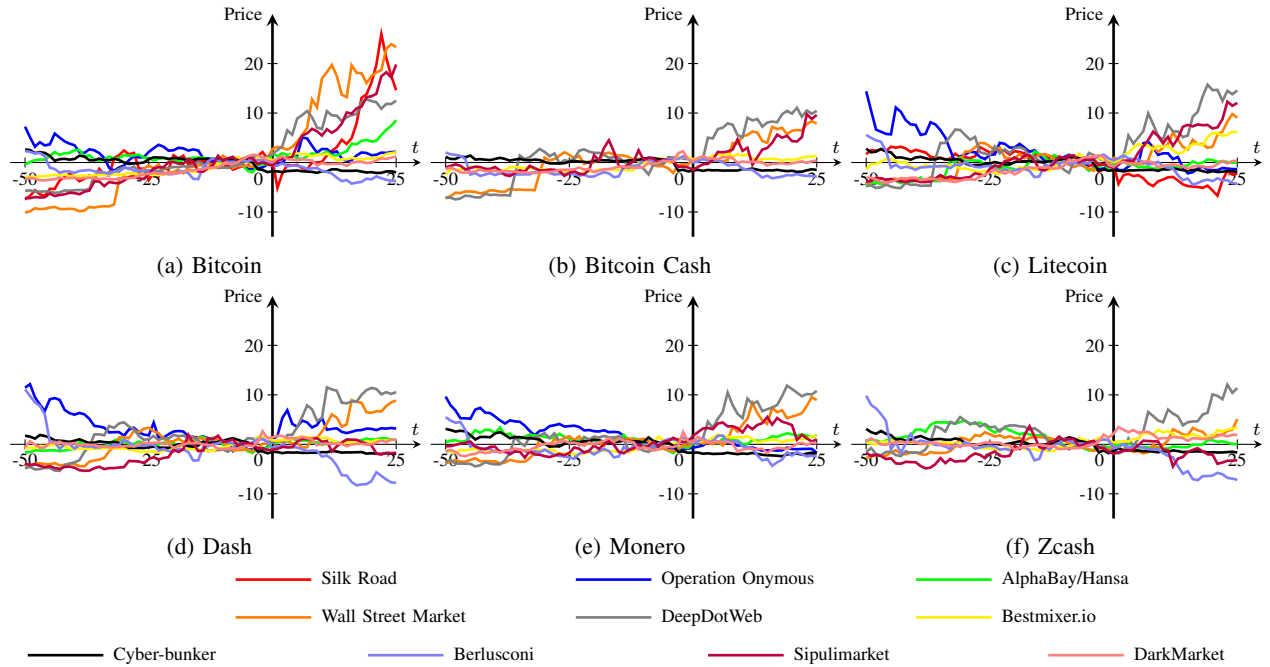 Price Price Price
20 20 20
10 10 10
t t t
-50 -25 0 25 -50 -25 0 25 -50 -25 0 25
-10 -10 -10
(a) Bitcoin (b) Bitcoin Cash (c) Litecoin
Price Price Price
20 20 20
10 10 10
t t t
-50 -25 0 25 -50 -25 0 25 -50 -25 0 25
-10 -10 -10
(d) Dash (e) Monero (f) Zcash
Silk Road Operation Onymous AlphaBay/Hansa
Wall Street Market DeepDotWeb Bestmixer.io
Cyber-bunker Berlusconi Sipulimarket DarkMarket